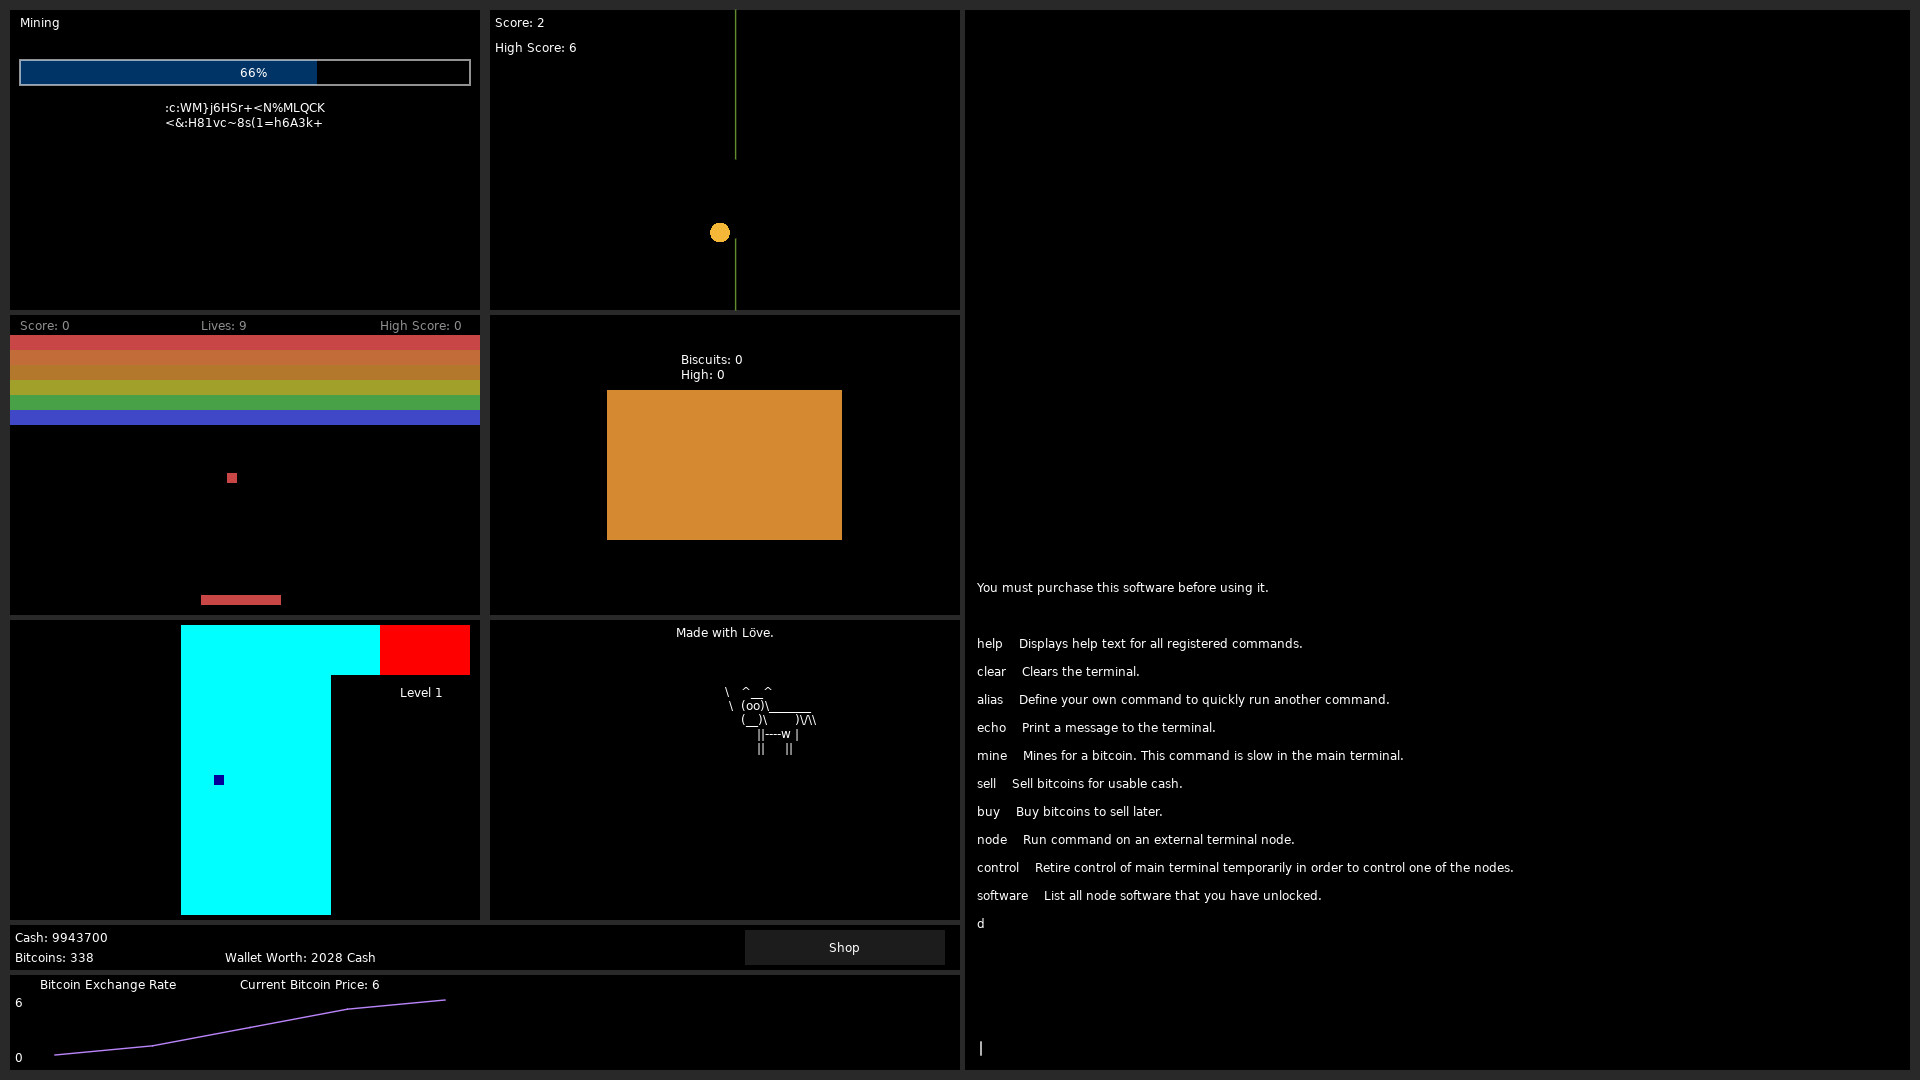 Mining
66%
:c:WM}j6HSr+<N%MLQCK
<&:H81vc~8s(1=h6A3k+
Score: 2
High Score: 6
Score: 0 Lives: 9 High Score: 0
Biscuits: 0
High: 0
Level 1
Made with Löve.
\   ^__^
 \  (oo)\_______
    (__)\       )\/\\
        ||----w |
        ||     ||
Cash: 9943700
Bitcoins: 338 Wallet Worth: 2028 Cash
Shop
Bitcoin Exchange Rate Current Bitcoin Price: 6
6
0
You must purchase this software before using it.
help Displays help text for all registered commands.
clear Clears the terminal.
alias Define your own command to quickly run another command.
echo Print a message to the terminal.
mine Mines for a bitcoin. This command is slow in the main terminal.
sell Sell bitcoins for usable cash.
buy Buy bitcoins to sell later.
node Run command on an external terminal node.
control Retire control of main terminal temporarily in order to control one of the nodes.
software List all node software that you have unlocked.
d